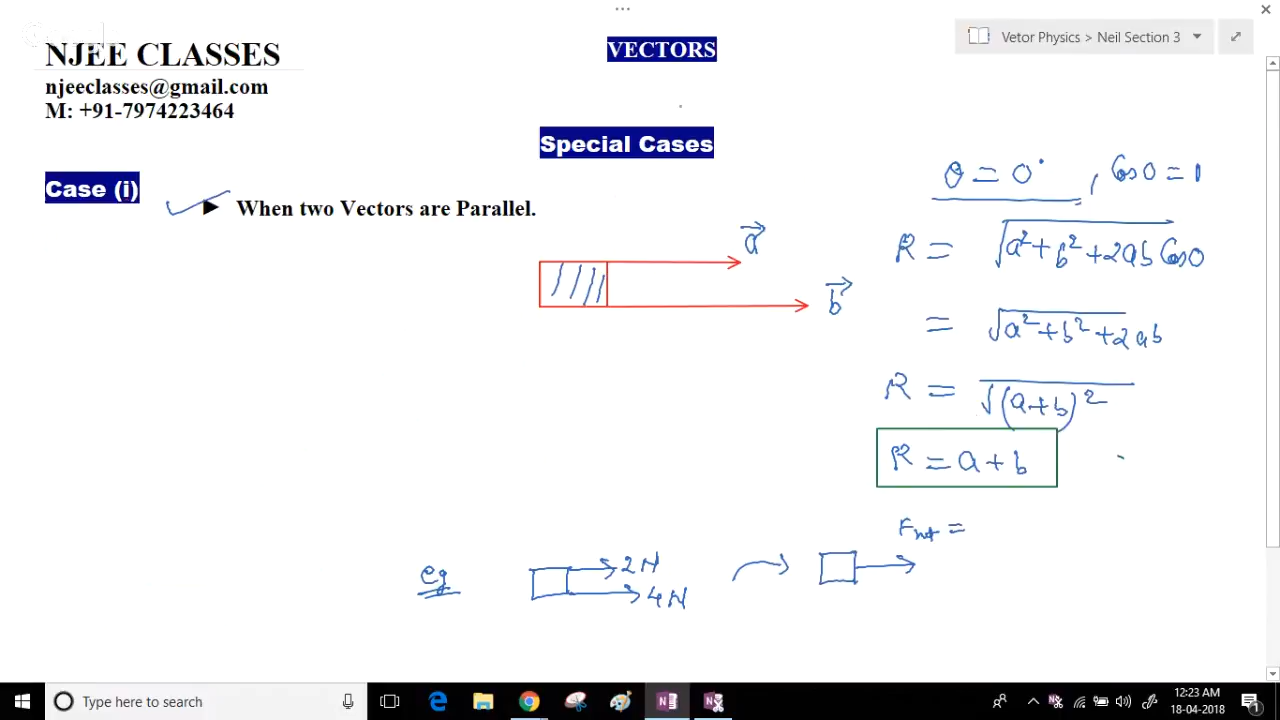 NJEE CLASSES
njeeclasses@gmail.com
M: +91-7974223464
VECTORS
Vetor Physics > Neil Section 3
Special Cases
Case (i)
► When two Vectors are Parallel.
a⃗
b⃗
θ = 0°, Cos0 = 1
R = √a²+b²+2ab Cos0
= √a²+b²+2ab
R = √(a+b)²
R = a+b
eg
2N
4N
Fnet =
Type here to search
12:23 AM
18-04-2018
1